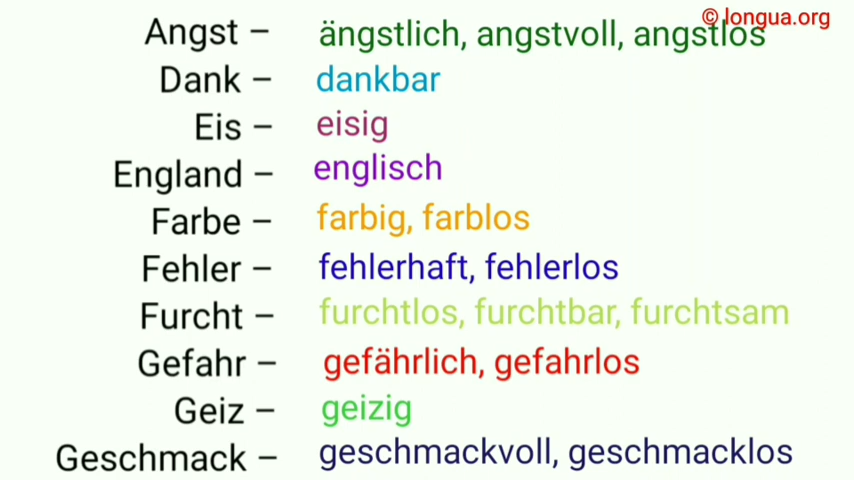 © longua.org
Angst – ängstlich, angstvoll, angstlos
Dank – dankbar
Eis – eisig
England – englisch
Farbe – farbig, farblos
Fehler – fehlerhaft, fehlerlos
Furcht – furchtlos, furchtbar, furchtsam
Gefahr – gefährlich, gefahrlos
Geiz – geizig
Geschmack – geschmackvoll, geschmacklos